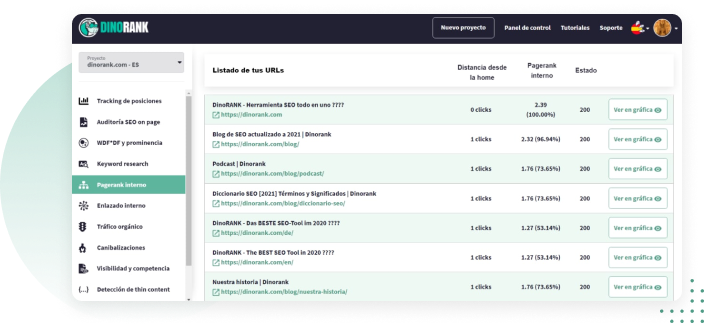 DINORANK
Nuevo proyecto
Panel de control
Tutoriales
Soporte
Proyecto
dinorank.com - ES
Tracking de posiciones
Auditoría SEO on page
WDF*DF y prominencia
Keyword research
Pagerank interno
Enlazado interno
Tráfico orgánico
Canibalizaciones
Visibilidad y competencia
(...) Detección de thin content
Listado de tus URLs
Distancia desde
la home
Pagerank
interno
Estado
DinoRANK - Herramienta SEO todo en uno ????
https://dinorank.com
0 clicks
2.39
(100.00%)
200
Ver en gráfica
Blog de SEO actualizado a 2021 | Dinorank
https://dinorank.com/blog/
1 clicks
2.32 (96.94%)
200
Ver en gráfica
Podcast | Dinorank
https://dinorank.com/blog/podcast/
1 clicks
1.76 (73.65%)
200
Ver en gráfica
Diccionario SEO [2021] Términos y Significados | Dinorank
https://dinorank.com/blog/diccionario-seo/
1 clicks
1.76 (73.65%)
200
Ver en gráfica
DinoRANK - Das BESTE SEO-Tool im 2020 ????
https://dinorank.com/de/
1 clicks
1.27 (53.14%)
200
Ver en gráfica
DinoRANK - The BEST SEO Tool in 2020 ????
https://dinorank.com/en/
1 clicks
1.27 (53.14%)
200
Ver en gráfica
Nuestra historia | Dinorank
https://dinorank.com/blog/nuestra-historia/
1 clicks
1.76 (73.65%)
200
Ver en gráfica